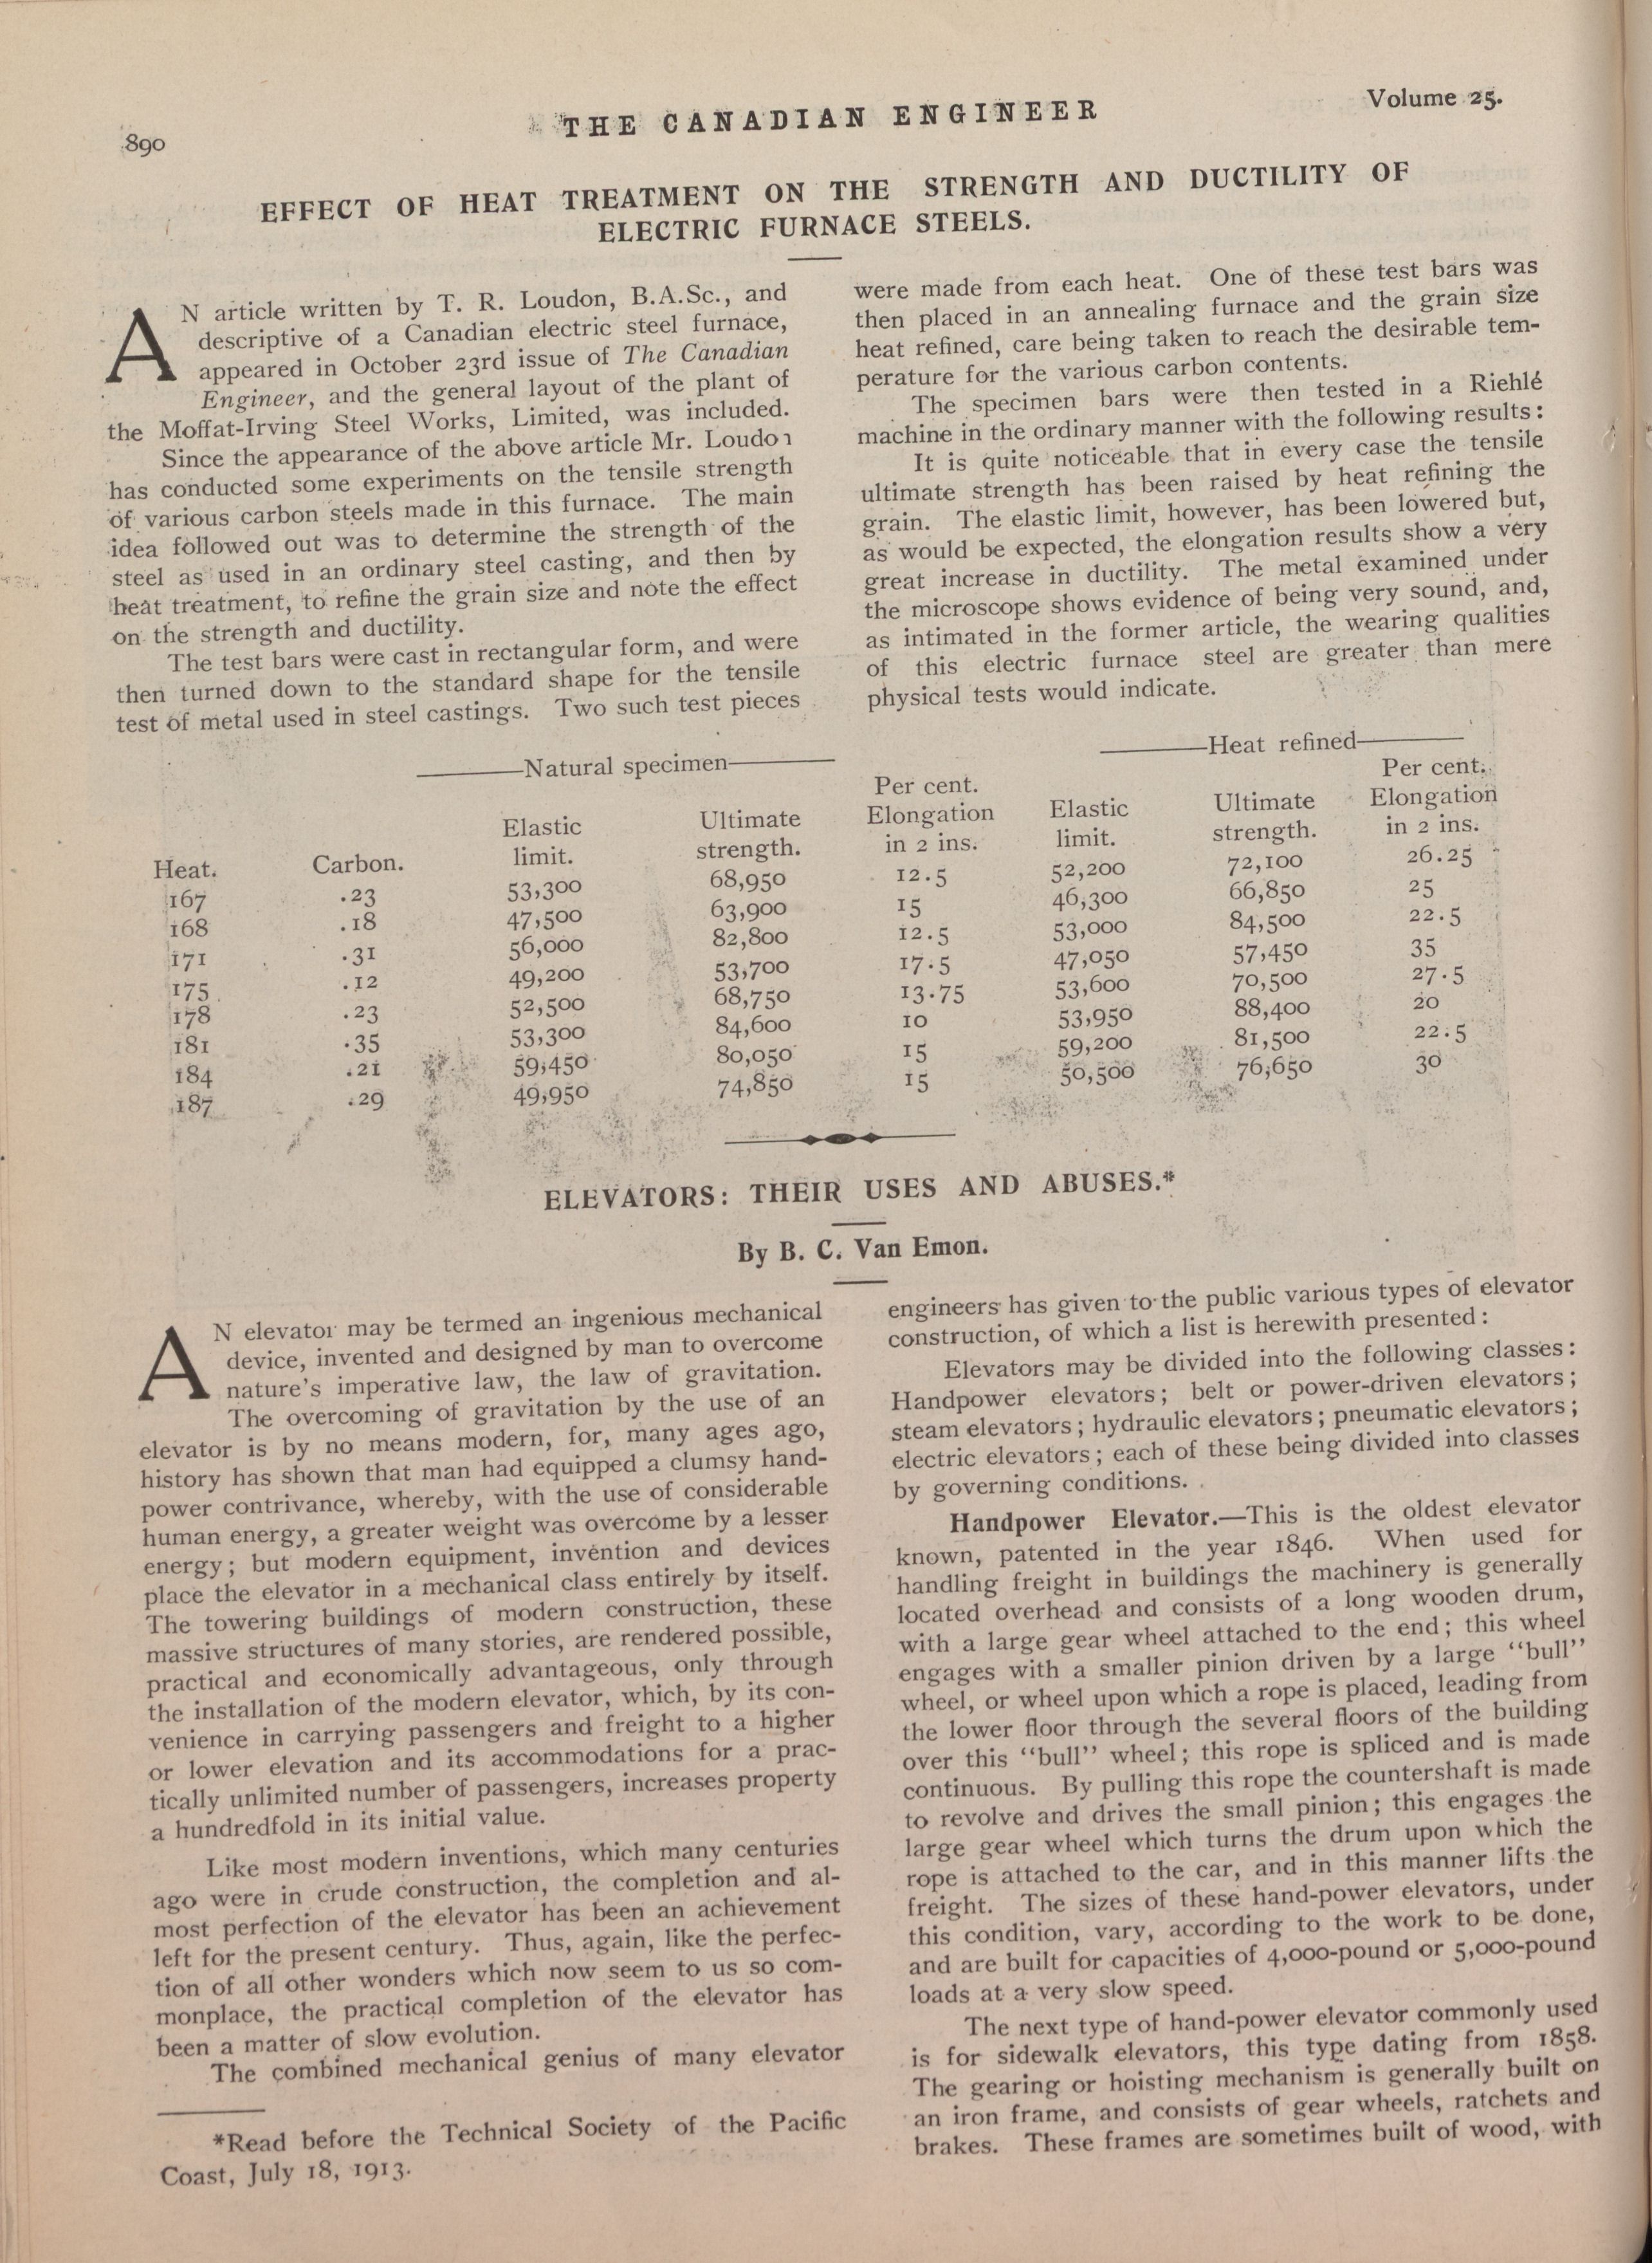 890
THE CANADIAN ENGINEER
Volume 25.
EFFECT OF HEAT TREATMENT ON THE STRENGTH AND DUCTILITY OF
ELECTRIC FURNACE STEELS.
AN article written by T. R. Loudon, B.A.Sc., and
descriptive of a Canadian electric steel furnace,
appeared in October 23rd issue of The Canadian
Engineer, and the general layout of the plant of
the Moffat-Irving Steel Works, Limited, was included.
Since the appearance of the above article Mr. Loudon
has conducted some experiments on the tensile strength
of various carbon steels made in this furnace. The main
idea followed out was to determine the strength of the
steel as used in an ordinary steel casting, and then by
heat treatment, to refine the grain size and note the effect
on the strength and ductility.
The test bars were cast in rectangular form, and were
then turned down to the standard shape for the tensile
test of metal used in steel castings. Two such test pieces
were made from each heat. One of these test bars was
then placed in an annealing furnace and the grain size
heat refined, care being taken to reach the desirable tem-
perature for the various carbon contents.
The specimen bars were then tested in a Riehlé
machine in the ordinary manner with the following results:
It is quite noticeable that in every case the tensile
ultimate strength has been raised by heat refining the
grain. The elastic limit, however, has been lowered but,
as would be expected, the elongation results show a very
great increase in ductility. The metal examined under
the microscope shows evidence of being very sound, and,
as intimated in the former article, the wearing qualities
of this electric furnace steel are greater than mere
physical tests would indicate.
Natural specimen Heat refined
Per cent. Per cent.
Elastic Ultimate Elongation Elastic Ultimate Elongation
Heat. Carbon. limit. strength. in 2 ins. limit. strength. in 2 ins.
167 .23 53,300 68,950 12.5 52,200 72,100 26.25
168 .18 47,500 63,900 15 46,300 66,850 25
171 .31 56,000 82,800 12.5 53,000 84,500 22.5
175 .12 49,200 53,700 17.5 47,050 57,450 35
178 .23 52,500 68,750 13.75 53,600 70,500 27.5
181 .35 53,300 84,600 10 53,950 88,400 20
184 .21 59,450 80,050 15 59,200 81,500 22.5
187 .29 49,950 74,850 15 50,500 76,650 30
ELEVATORS: THEIR USES AND ABUSES.*
By B. C. Van Emon.
AN elevator may be termed an ingenious mechanical
device, invented and designed by man to overcome
nature's imperative law, the law of gravitation.
The overcoming of gravitation by the use of an
elevator is by no means modern, for, many ages ago,
history has shown that man had equipped a clumsy hand-
power contrivance, whereby, with the use of considerable
human energy, a greater weight was overcome by a lesser
energy; but modern equipment, invention and devices
place the elevator in a mechanical class entirely by itself.
The towering buildings of modern construction, these
massive structures of many stories, are rendered possible,
practical and economically advantageous, only through
the installation of the modern elevator, which, by its con-
venience in carrying passengers and freight to a higher
or lower elevation and its accommodations for a prac-
tically unlimited number of passengers, increases property
a hundredfold in its initial value.
Like most modern inventions, which many centuries
ago were in crude construction, the completion and al-
most perfection of the elevator has been an achievement
left for the present century. Thus, again, like the perfec-
tion of all other wonders which now seem to us so com-
monplace, the practical completion of the elevator has
been a matter of slow evolution.
The combined mechanical genius of many elevator
*Read before the Technical Society of the Pacific
Coast, July 18, 1913.
engineers has given to the public various types of elevator
construction, of which a list is herewith presented:
Elevators may be divided into the following classes:
Handpower elevators; belt or power-driven elevators;
steam elevators; hydraulic elevators; pneumatic elevators;
electric elevators; each of these being divided into classes
by governing conditions.
Handpower Elevator.—This is the oldest elevator
known, patented in the year 1846. When used for
handling freight in buildings the machinery is generally
located overhead and consists of a long wooden drum,
with a large gear wheel attached to the end; this wheel
engages with a smaller pinion driven by a large "bull"
wheel, or wheel upon which a rope is placed, leading from
the lower floor through the several floors of the building
over this "bull" wheel; this rope is spliced and is made
continuous. By pulling this rope the countershaft is made
to revolve and drives the small pinion; this engages the
large gear wheel which turns the drum upon which the
rope is attached to the car, and in this manner lifts the
freight. The sizes of these hand-power elevators, under
this condition, vary, according to the work to be done,
and are built for capacities of 4,000-pound or 5,000-pound
loads at a very slow speed.
The next type of hand-power elevator commonly used
is for sidewalk elevators, this type dating from 1858.
The gearing or hoisting mechanism is generally built on
an iron frame, and consists of gear wheels, ratchets and
brakes. These frames are sometimes built of wood, with